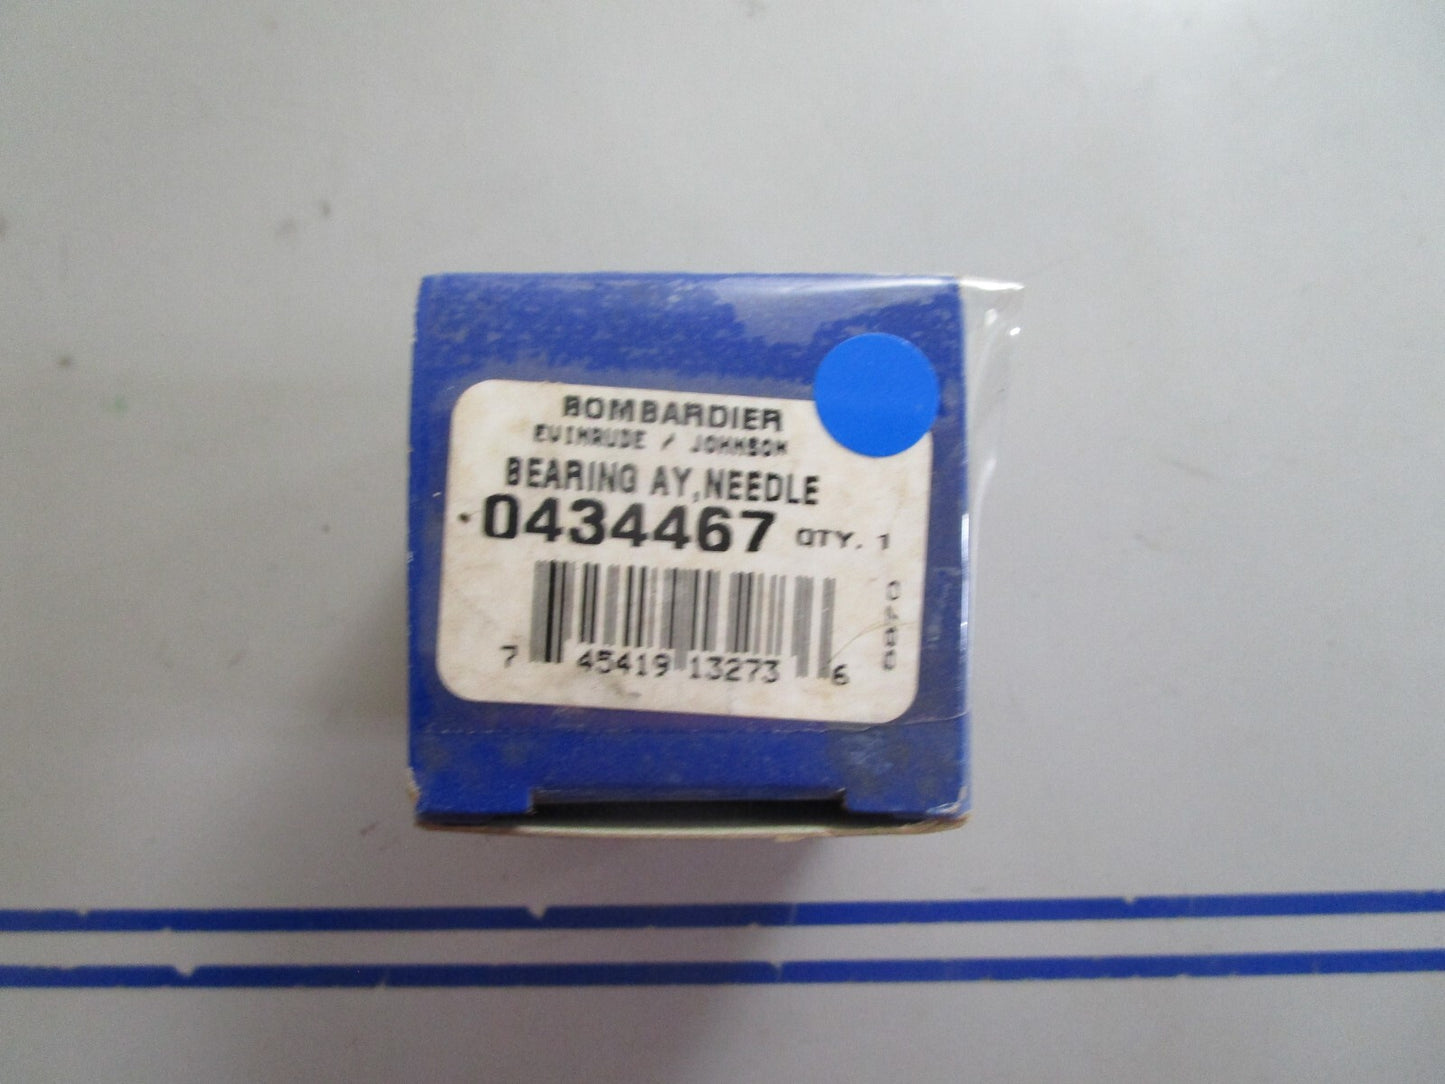 BOMBARDIER
EVINRUDE / JOHNSON
BEARING AY,NEEDLE
0434467 QTY. 1
7 45419 13273 6